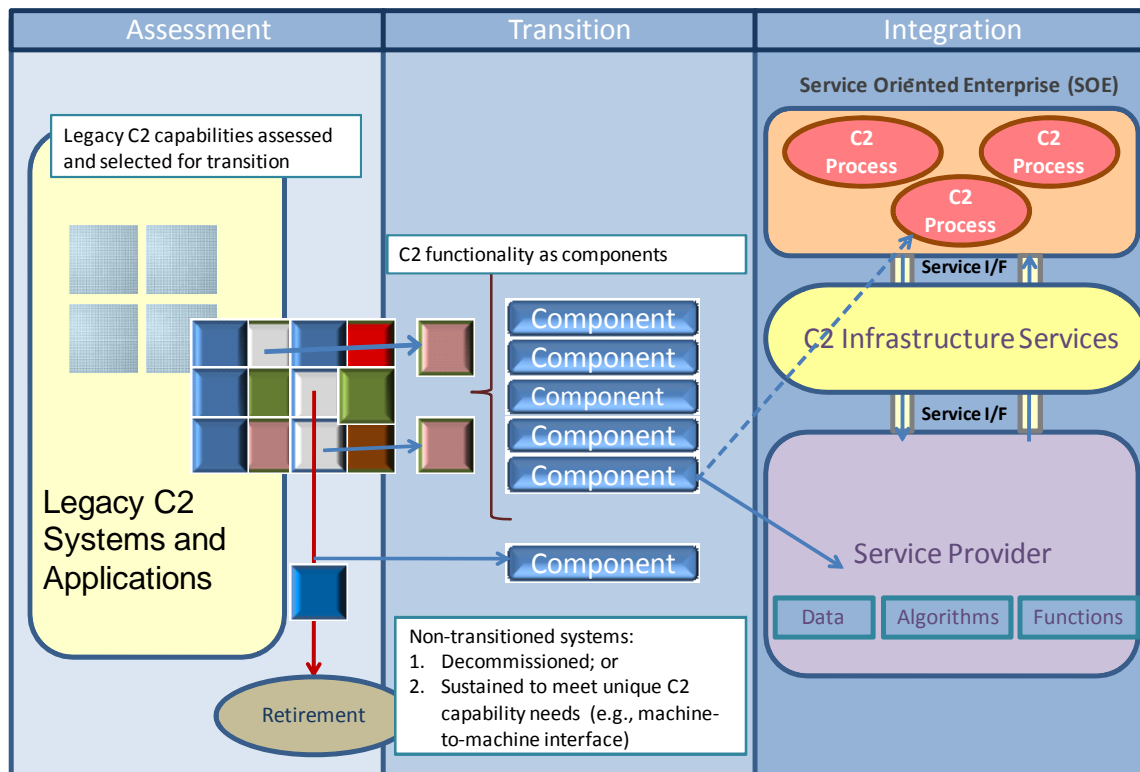 Assessment
Transition
Integration
Legacy C2 capabilities assessed
and selected for transition
Legacy C2
Systems and
Applications
Retirement
C2 functionality as components
Component
Component
Component
Component
Component
Component
Non-transitioned systems:
1. Decommissioned; or
2. Sustained to meet unique C2
capability needs (e.g., machine-
to-machine interface)
Service Oriented Enterprise (SOE)
C2
Process
C2
Process
C2
Process
Service I/F
C2 Infrastructure Services
Service I/F
Service Provider
Data
Algorithms
Functions